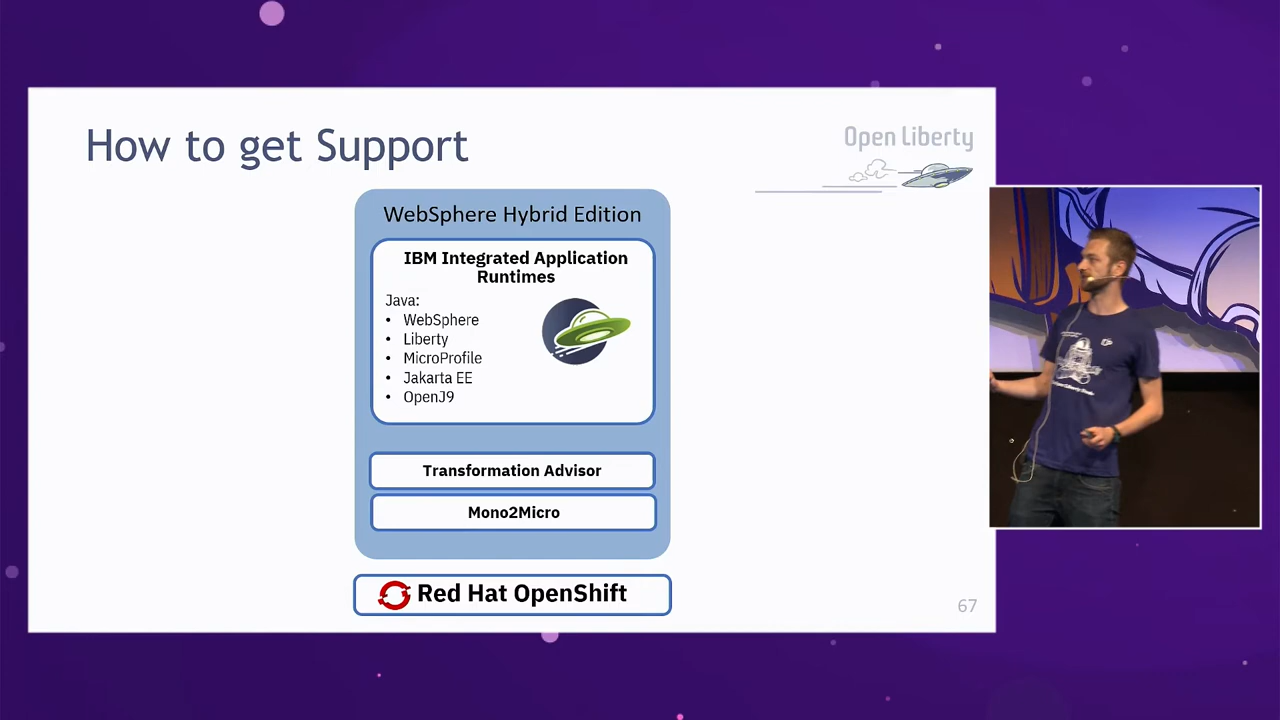 How to get Support
Open Liberty
WebSphere Hybrid Edition
IBM Integrated Application
Runtimes
Java:
• WebSphere
• Liberty
• MicroProfile
• Jakarta EE
• OpenJ9
Transformation Advisor
Mono2Micro
Red Hat OpenShift
67